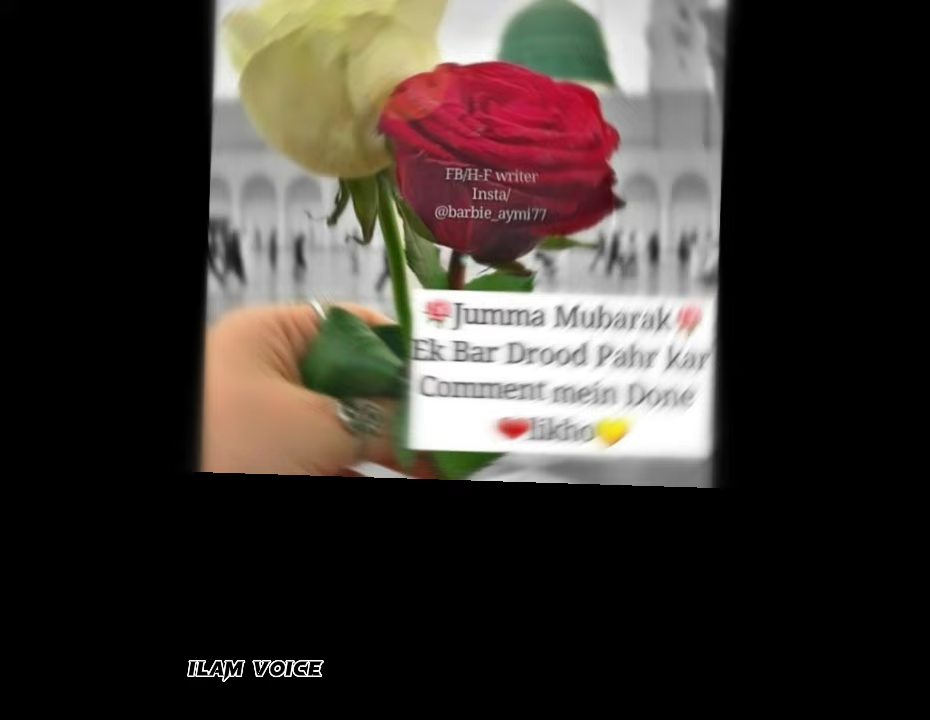 FB/H-F writer
Insta/
@barbie_aymi77
🌹Jumma Mubarak🌹
Ek Bar Drood Pahr kar
Comment mein Done
❤️likho💛
ILAM VOICE